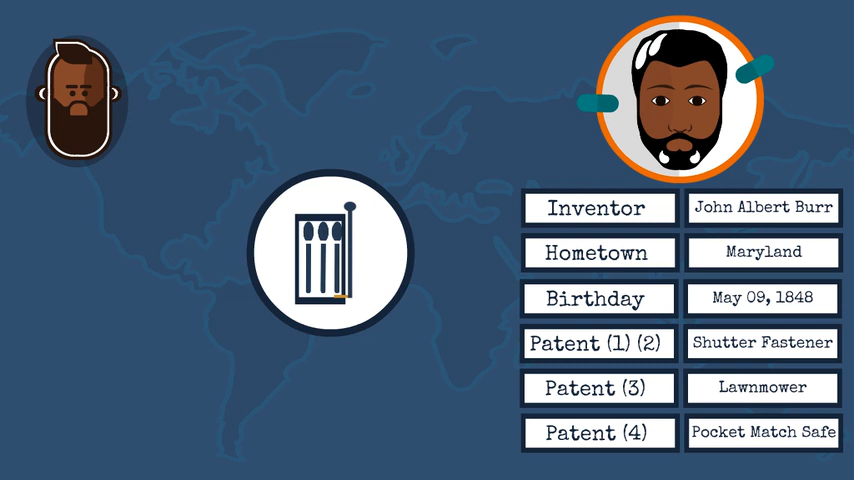 Inventor John Albert Burr
Hometown Maryland
Birthday May 09, 1848
Patent (1) (2) Shutter Fastener
Patent (3) Lawnmower
Patent (4) Pocket Match Safe